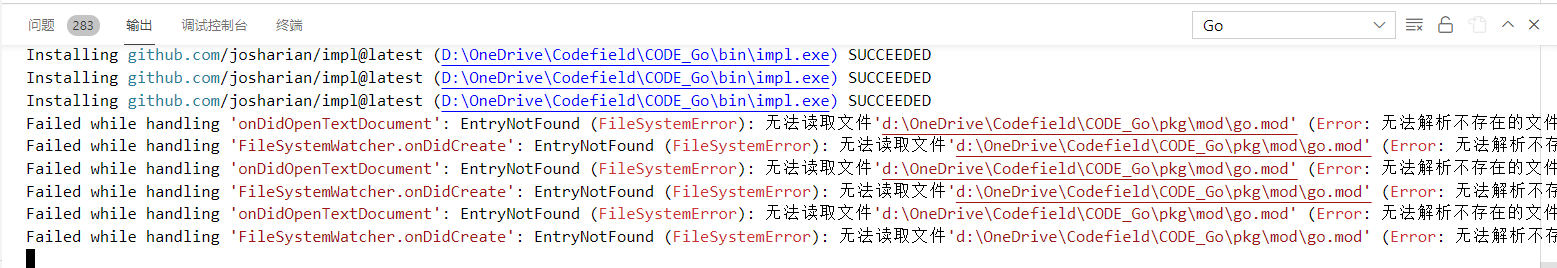 问题 283 输出 调试控制台 终端 Go
Installing github.com/josharian/impl@latest (D:\OneDrive\Codefield\CODE_Go\bin\impl.exe) SUCCEEDED
Installing github.com/josharian/impl@latest (D:\OneDrive\Codefield\CODE_Go\bin\impl.exe) SUCCEEDED
Installing github.com/josharian/impl@latest (D:\OneDrive\Codefield\CODE_Go\bin\impl.exe) SUCCEEDED
Failed while handling 'onDidOpenTextDocument': EntryNotFound (FileSystemError): 无法读取文件'd:\OneDrive\Codefield\CODE_Go\pkg\mod\go.mod' (Error: 无法解析不存在的文件
Failed while handling 'FileSystemWatcher.onDidCreate': EntryNotFound (FileSystemError): 无法读取文件'd:\OneDrive\Codefield\CODE_Go\pkg\mod\go.mod' (Error: 无法解析不存
Failed while handling 'onDidOpenTextDocument': EntryNotFound (FileSystemError): 无法读取文件'd:\OneDrive\Codefield\CODE_Go\pkg\mod\go.mod' (Error: 无法解析不存在的文件
Failed while handling 'FileSystemWatcher.onDidCreate': EntryNotFound (FileSystemError): 无法读取文件'd:\OneDrive\Codefield\CODE_Go\pkg\mod\go.mod' (Error: 无法解析不存
Failed while handling 'onDidOpenTextDocument': EntryNotFound (FileSystemError): 无法读取文件'd:\OneDrive\Codefield\CODE_Go\pkg\mod\go.mod' (Error: 无法解析不存在的文件
Failed while handling 'FileSystemWatcher.onDidCreate': EntryNotFound (FileSystemError): 无法读取文件'd:\OneDrive\Codefield\CODE_Go\pkg\mod\go.mod' (Error: 无法解析不存